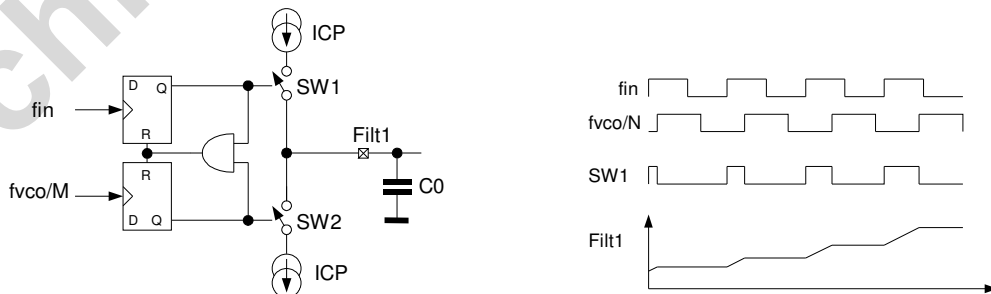 ICP
D Q
SW1
fin
R
Filt1
R
C0
fvco/M
D Q
SW2
ICP
fin
fvco/N
SW1
Filt1